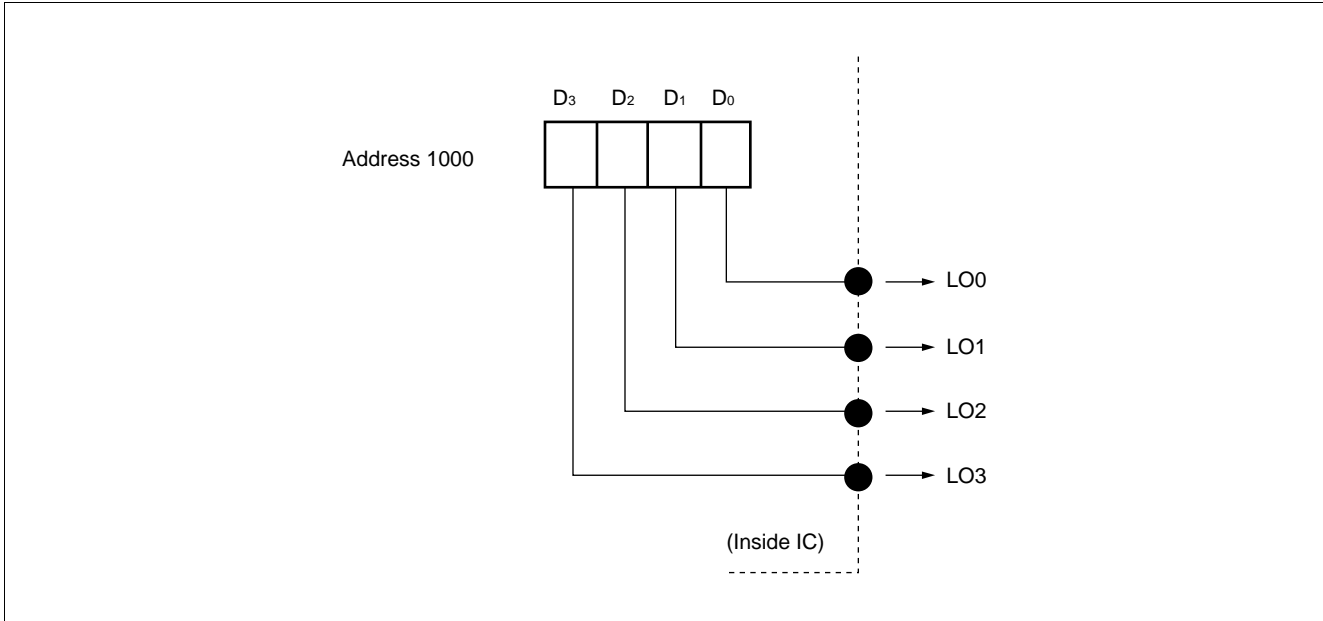 D3 D2 D1 D0
Address 1000
LO0
LO1
LO2
LO3
(Inside IC)